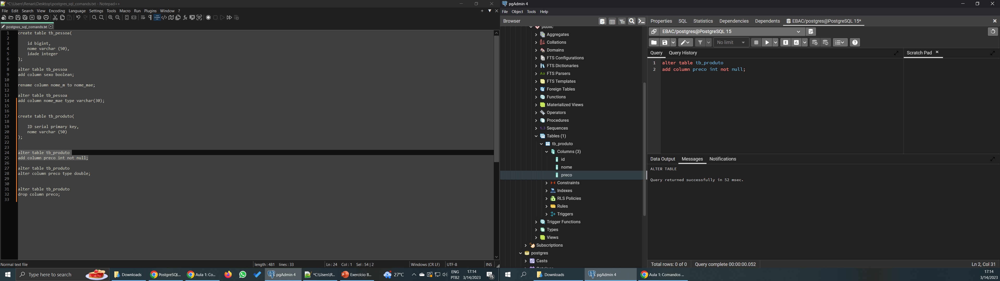 *C:\Users\Renan\Desktop\postgres_sql_comands.txt - Notepad++
File Edit Search View Encoding Language Settings Tools Macro Run Plugins Window ?
postgres_sql_comands.txt
1 create table tb_pessoa(
2
3 id bigint,
4 nome varchar (50),
5 idade integer
6 );
7
8 alter table tb_pessoa
9 add column sexo boolean;
10
11 rename column nome_m to nome_mae;
12
13 alter table tb_pessoa
14 add column nome_mae type varchar(30);
15
16
17 create table tb_produto(
18
19 ID serial primary key,
20 nome varchar (50)
21 );
22
23
24 alter table tb_produto
25 add column preco int not null;
26
27 alter table tb_produto
28 alter column preco type double;
29
30
31 alter table tb_produto
32 drop column preco;
33
Normal text file length : 481 lines : 33 Ln : 24 Col : 1 Sel : 54 | 2 Windows (CR LF) UTF-8 INS
Type here to search Downloads PostgreSQL... Aula 1: Co... pgAdmin 4 *C:\Users\R... Exercício B... 27°C ENG PTB2 17:14 3/14/2023 15
pgAdmin 4
File Object Tools Help
Browser
public
Aggregates
Collations
Domains
FTS Configurations
FTS Dictionaries
Aa FTS Parsers
FTS Templates
Foreign Tables
Functions
Materialized Views
Operators
Procedures
1..3 Sequences
Tables (1)
tb_produto
Columns (3)
id
nome
preco
Constraints
Indexes
RLS Policies
Rules
Triggers
Trigger Functions
Types
Views
Subscriptions
postgres
Casts
Properties SQL Statistics Dependencies Dependents EBAC/postgres@PostgreSQL 15*
EBAC/postgres@PostgreSQL 15
No limit
E
Query Query History
Scratch Pad
1 alter table tb_produto
2 add column preco int not null;
Data Output Messages Notifications
ALTER TABLE
Query returned successfully in 52 msec.
Total rows: 0 of 0 Query complete 00:00:00.052 Ln 2, Col 31
Downloads pgAdmin 4 Aula 1: Comandos ... 17:14
3/14/2023